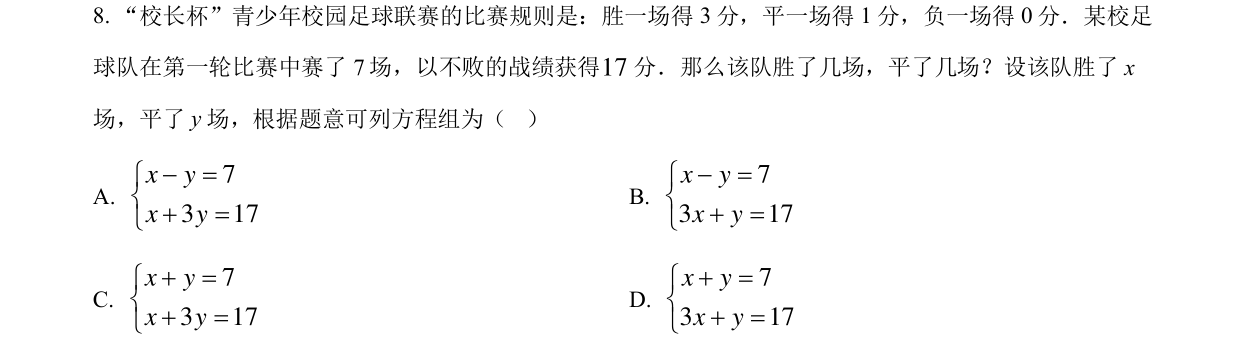 8. “校长杯”青少年校园足球联赛的比赛规则是：胜一场得 3 分，平一场得 1 分，负一场得 0 分．某校足
球队在第一轮比赛中赛了 7 场，以不败的战绩获得17 分．那么该队胜了几场，平了几场？设该队胜了 x
场，平了 y 场，根据题意可列方程组为（ ）
A. { x − y = 7
x + 3y = 17
B. { x − y = 7
3x + y = 17
C. { x + y = 7
x + 3y = 17
D. { x + y = 7
3x + y = 17